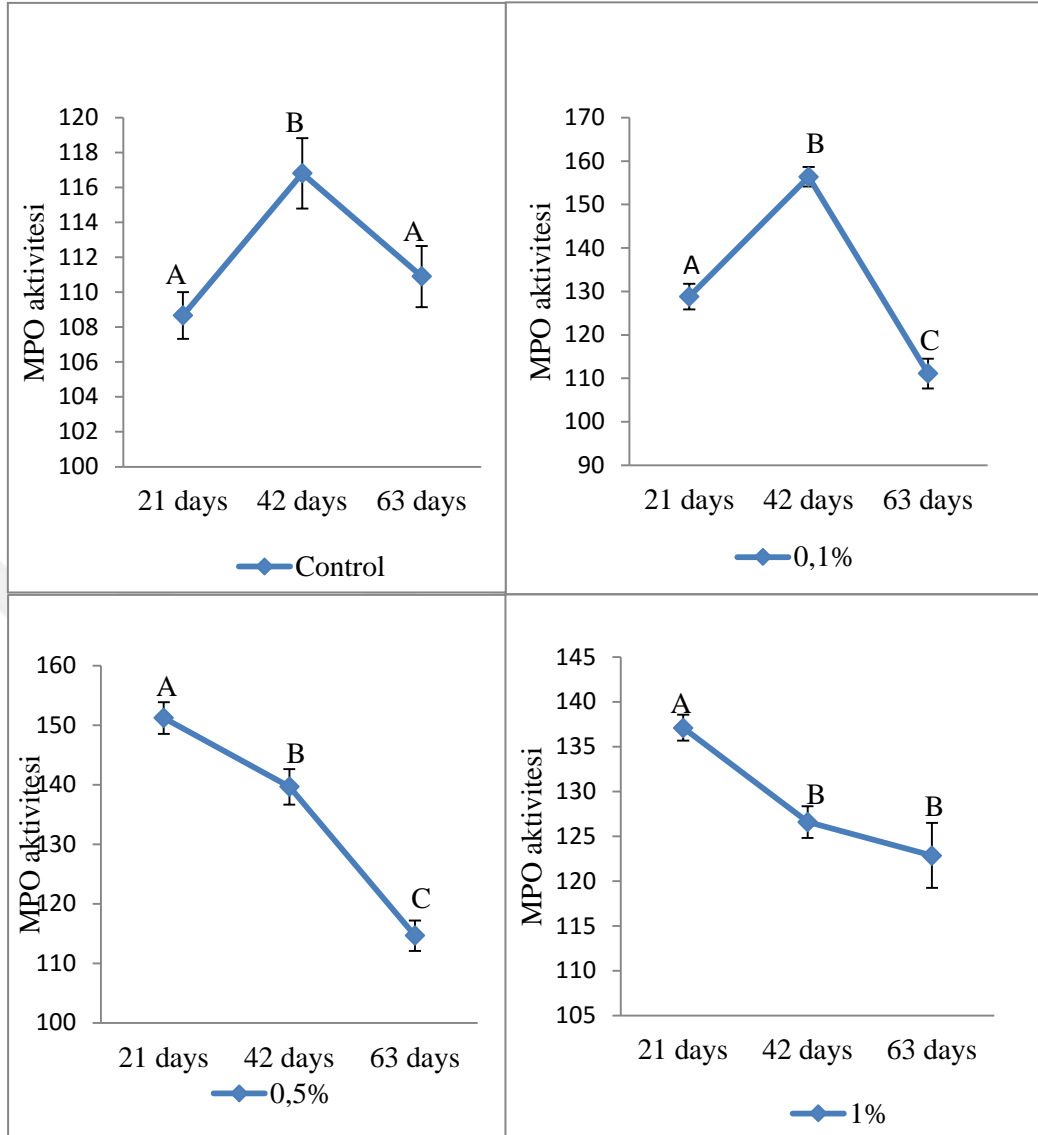 120
118
116
114
112
110
108
106
104
102
100
MPO aktivitesi
A
B
A
21 days 42 days 63 days
Control
170
160
150
140
130
120
110
100
90
MPO aktivitesi
A
B
C
21 days 42 days 63 days
0,1%
160
150
140
130
120
110
100
MPO aktivitesi
A
B
C
21 days 42 days 63 days
0,5%
145
140
135
130
125
120
115
110
105
MPO aktivitesi
A
B
B
21 days 42 days 63 days
1%